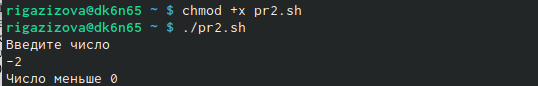 rigazizova@dk6n65 ~ $ chmod +x pr2.sh
rigazizova@dk6n65 ~ $ ./pr2.sh
Введите число
-2
Число меньше 0